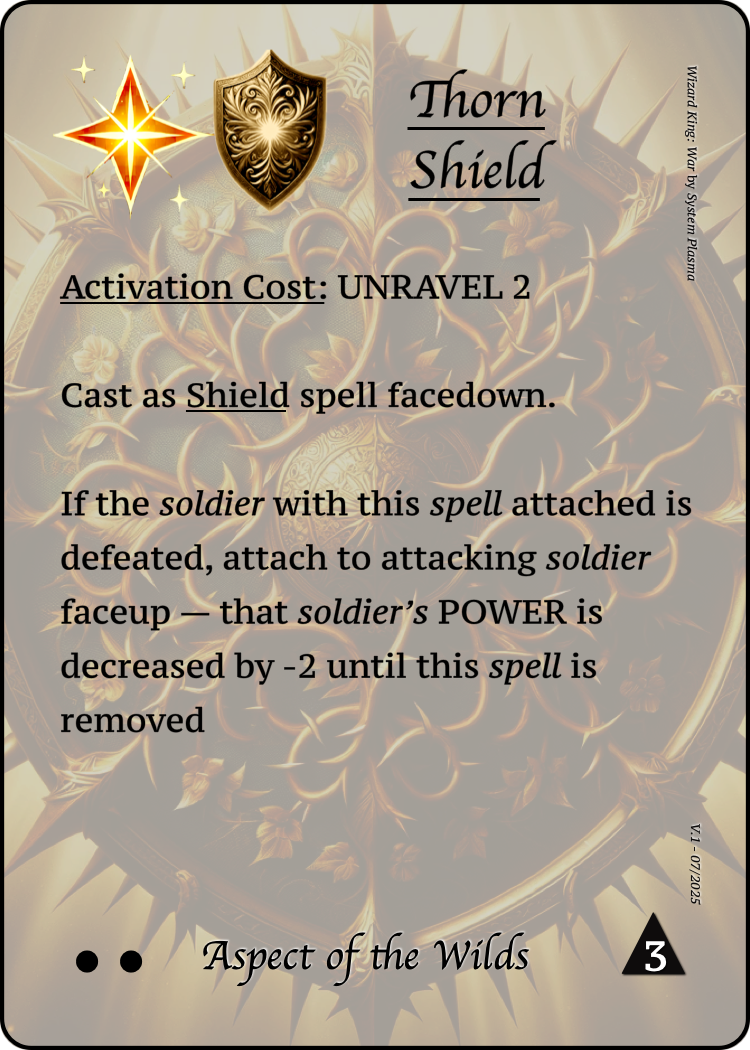 Thorn
Shield
Wizard King: War by System Plasma
Activation Cost: UNRAVEL 2
Cast as Shield spell facedown.
If the soldier with this spell attached is
defeated, attach to attacking soldier
faceup — that soldier’s POWER is
decreased by -2 until this spell is
removed
V.1 - 07/2025
Aspect of the Wilds
3